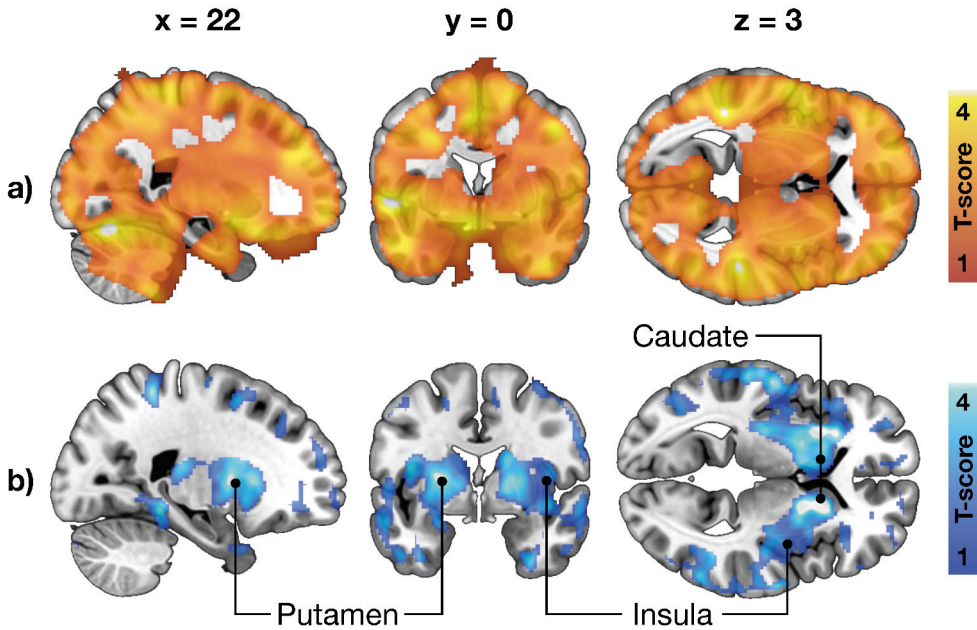 x = 22
y = 0
z = 3
a)
4
T-score
1
Caudate
b)
4
T-score
1
Putamen
Insula